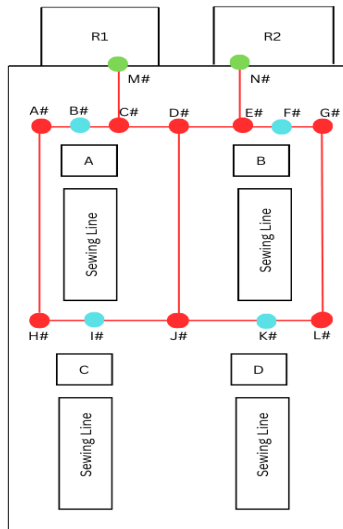 R1
R2
M#
N#
A#
B#
C#
D#
E#
F#
G#
A
B
Sewing Line
Sewing Line
H#
I#
J#
K#
L#
C
D
Sewing Line
Sewing Line